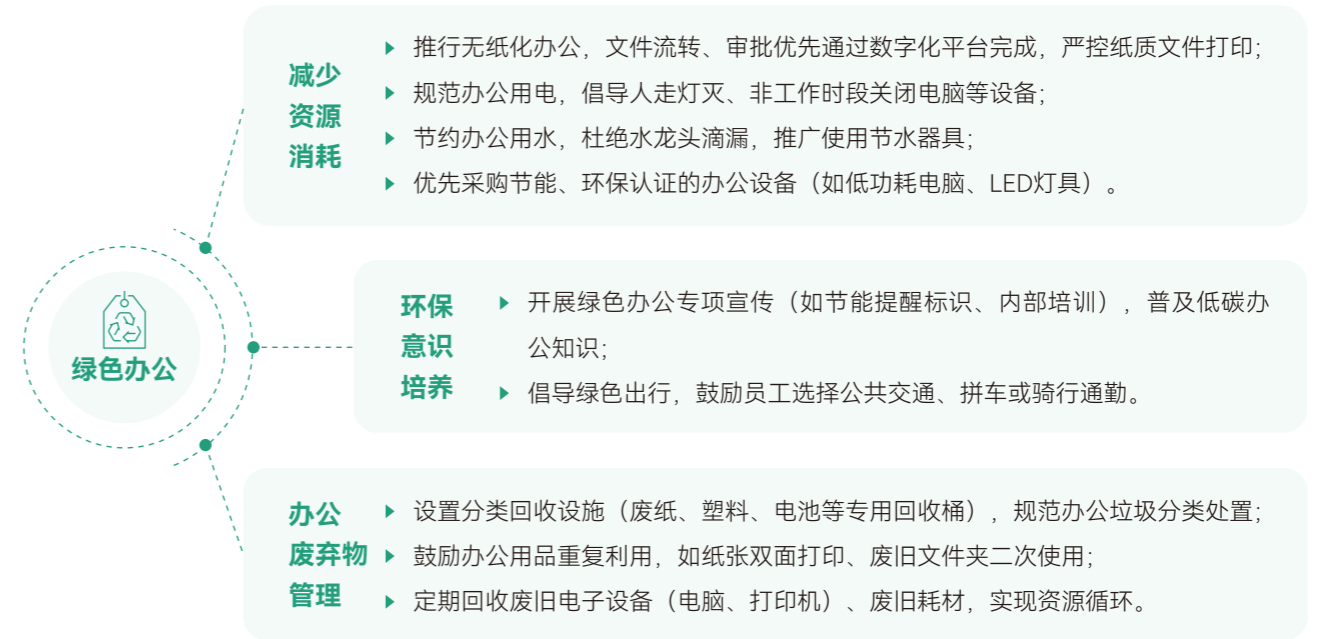 绿色办公
减少
资源
消耗
推行无纸化办公，文件流转、审批优先通过数字化平台完成，严控纸质文件打印；
规范办公用电，倡导人走灯灭、非工作时段关闭电脑等设备；
节约办公用水，杜绝水龙头滴漏，推广使用节水器具；
优先采购节能、环保认证的办公设备（如低功耗电脑、LED灯具）。
环保
意识
培养
开展绿色办公专项宣传（如节能提醒标识、内部培训），普及低碳办
公知识；
倡导绿色出行，鼓励员工选择公共交通、拼车或骑行通勤。
办公
废弃物
管理
设置分类回收设施（废纸、塑料、电池等专用回收桶），规范办公垃圾分类处置；
鼓励办公用品重复利用，如纸张双面打印、废旧文件夹二次使用；
定期回收废旧电子设备（电脑、打印机）、废旧耗材，实现资源循环。